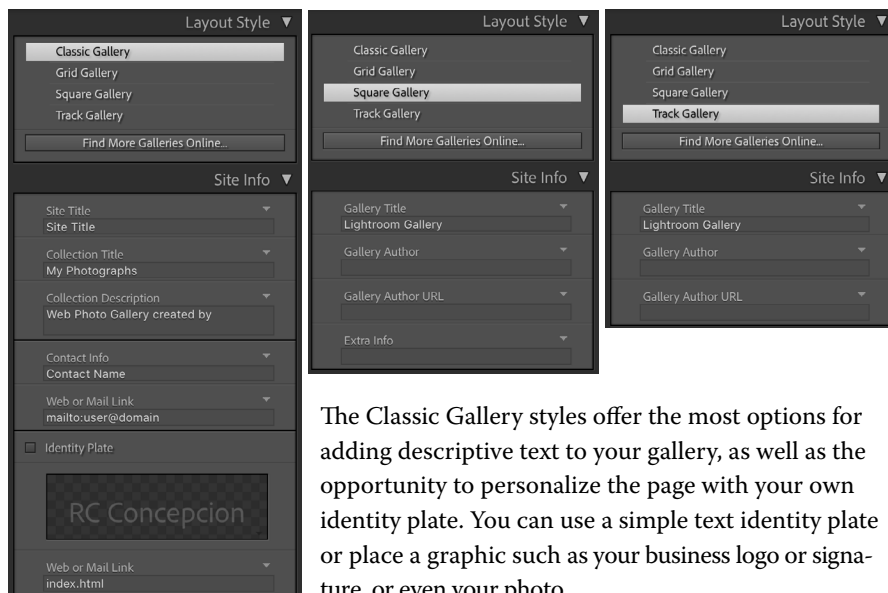 Layout Style
Classic Gallery
Grid Gallery
Square Gallery
Track Gallery
Find More Galleries Online...
Site Info
Site Title
Site Title
Collection Title
My Photographs
Collection Description
Web Photo Gallery created by
Contact Info
Contact Name
Web or Mail Link
mailto:user@domain
Identity Plate
RC Concepcion
Web or Mail Link
index.html
Layout Style
Classic Gallery
Grid Gallery
Square Gallery
Track Gallery
Find More Galleries Online...
Site Info
Gallery Title
Lightroom Gallery
Gallery Author
Gallery Author URL
Extra Info
Layout Style
Classic Gallery
Grid Gallery
Square Gallery
Track Gallery
Find More Galleries Online...
Site Info
Gallery Title
Lightroom Gallery
Gallery Author
Gallery Author URL
The Classic Gallery styles offer the most options for
adding descriptive text to your gallery, as well as the
opportunity to personalize the page with your own
identity plate. You can use a simple text identity plate
or place a graphic such as your business logo or signa-
ture, or even your photo.